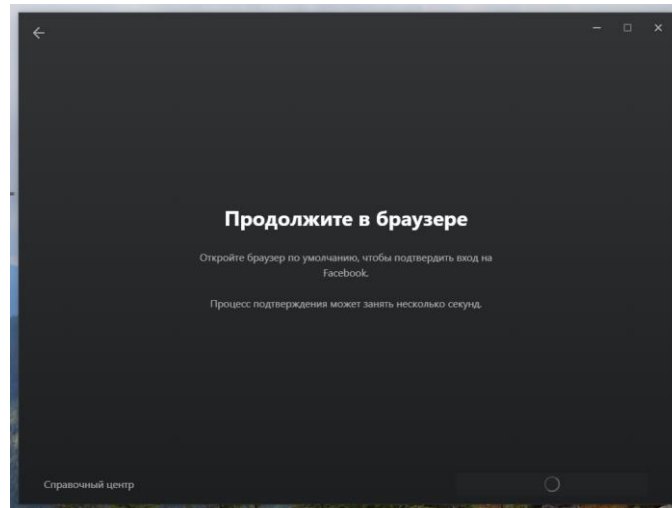 Продолжите в браузере
Откройте браузер по умолчанию, чтобы подтвердить вход на
Facebook.
Процесс подтверждения может занять несколько секунд.
Справочный центр